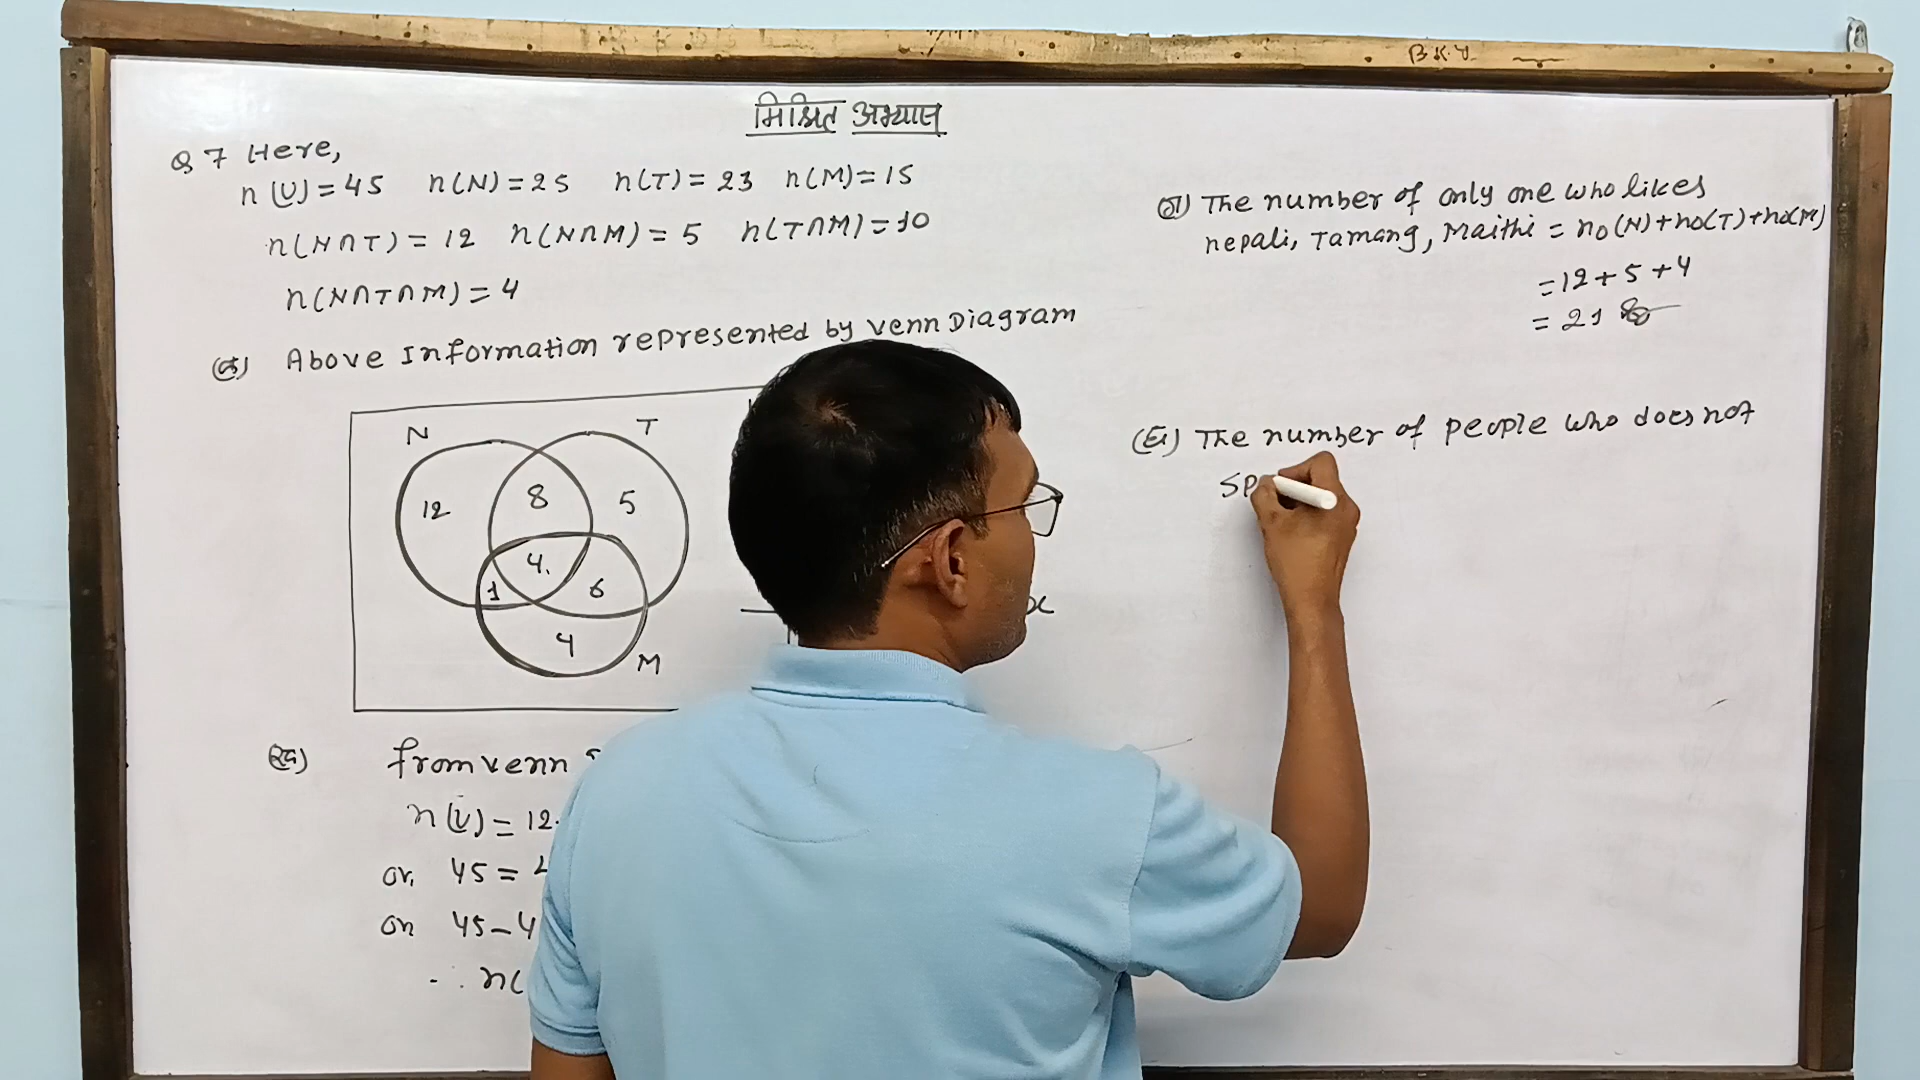 B.K.Y.
मिश्रित अभ्यास
Q 7 Here,
n(U)=45 n(N)=25 n(T)=23 n(M)=15
n(N∩T)=12 n(N∩M)=5 n(T∩M)=10
n(N∩T∩M)=4
(क) Above Information represented by venn Diagram
N T
12 8 5
4.
1 6
4
M
x
(ख) from venn
n(U)=12
or, 45=
or 45-4
∴ n(
(ग) The number of only one who likes
nepali, Tamang, Maithi = no(N)+no(T)+no(M)
=12+5+4
=21
(घ) The number of people who does not
SP